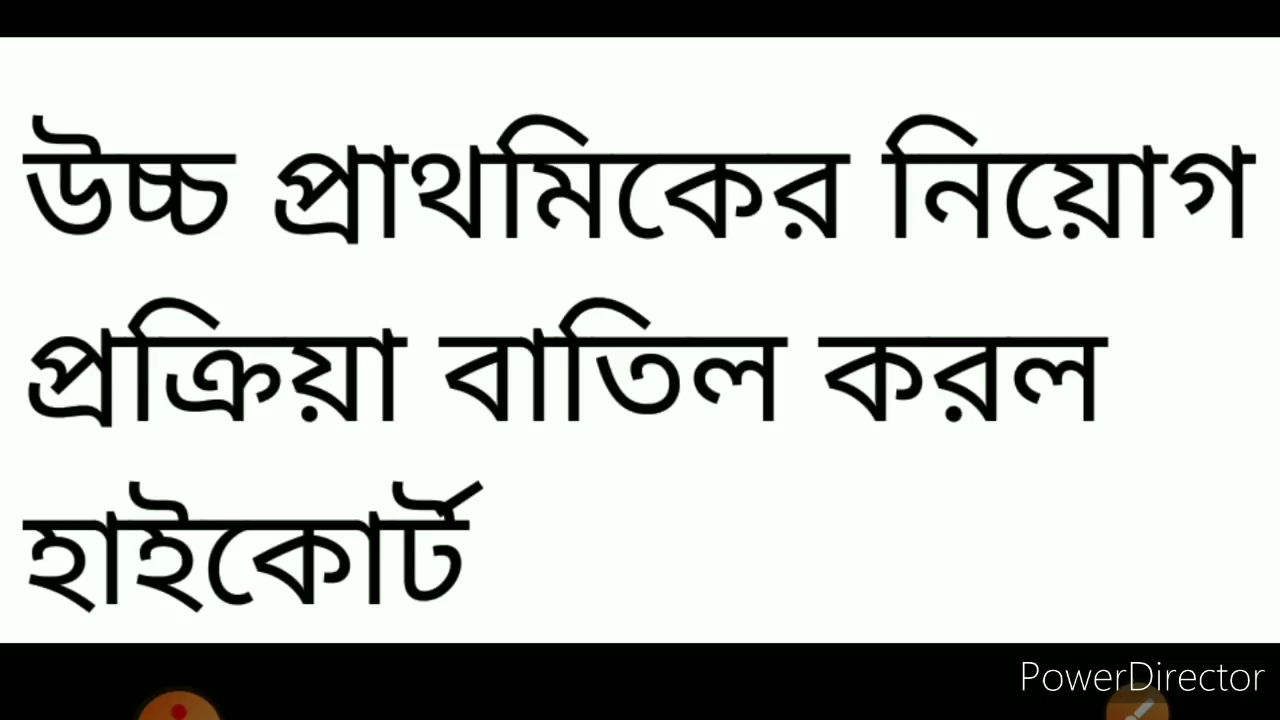 উচ্চ প্রাথমিকের নিয়োগ
প্রক্রিয়া বাতিল করল
হাইকোর্ট
PowerDirector